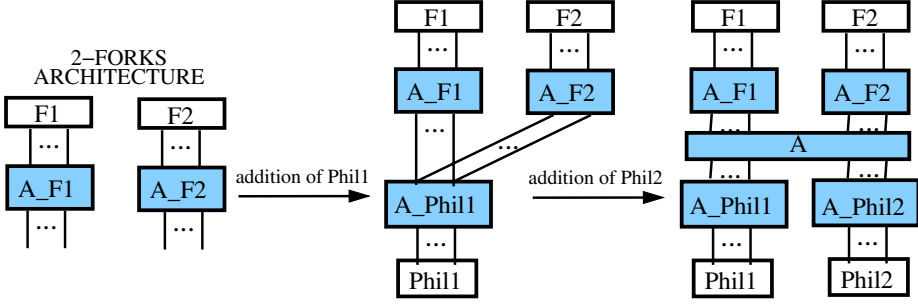 2−FORKS
ARCHITECTURE
F1
F2
...
...
A_F1
A_F2
...
...
addition of Phil1
F1
F2
...
...
A_F1
A_F2
...
...
A_Phil1
...
Phil1
addition of Phil2
F1
F2
...
...
A_F1
A_F2
...
...
A
...
...
A_Phil1
A_Phil2
...
...
Phil1
Phil2